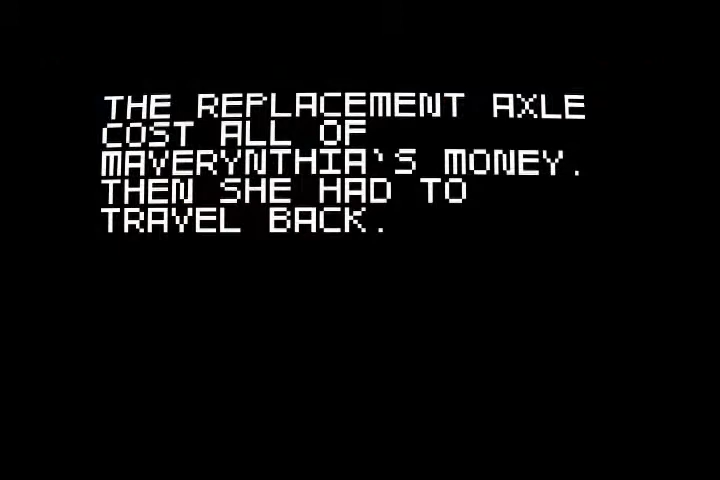 THE REPLACEMENT AXLE
COST ALL OF
MAVERYNTHIA'S MONEY.
THEN SHE HAD TO
TRAVEL BACK.